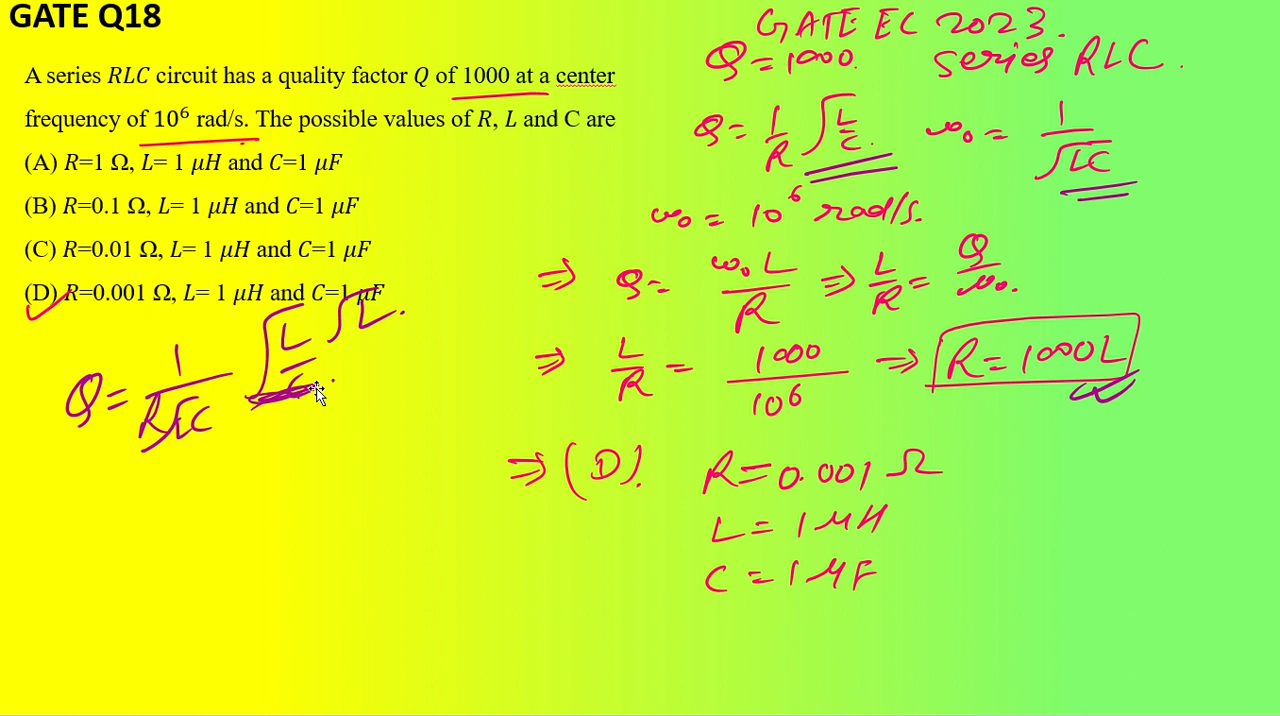 GATE Q18
A series RLC circuit has a quality factor Q of 1000 at a center
frequency of 10⁶ rad/s. The possible values of R, L and C are
(A) R=1 Ω, L= 1 μH and C=1 μF
(B) R=0.1 Ω, L= 1 μH and C=1 μF
(C) R=0.01 Ω, L= 1 μH and C=1 μF
(D) R=0.001 Ω, L= 1 μH and C=1 μF
Q = 1/(R√C) √(L/C) √L.
GATE EC 2023.
Q = 1000. series RLC.
Q = 1/R √(L/C). ω₀ = 1/√(LC)
ω₀ = 10⁶ rad/s.
⇒ Q = ω₀L/R ⇒ L/R = Q/ω₀.
⇒ L/R = 1000/10⁶ ⇒ R = 1000L
⇒ (D). R = 0.001 Ω
L = 1 μH
C = 1 μF